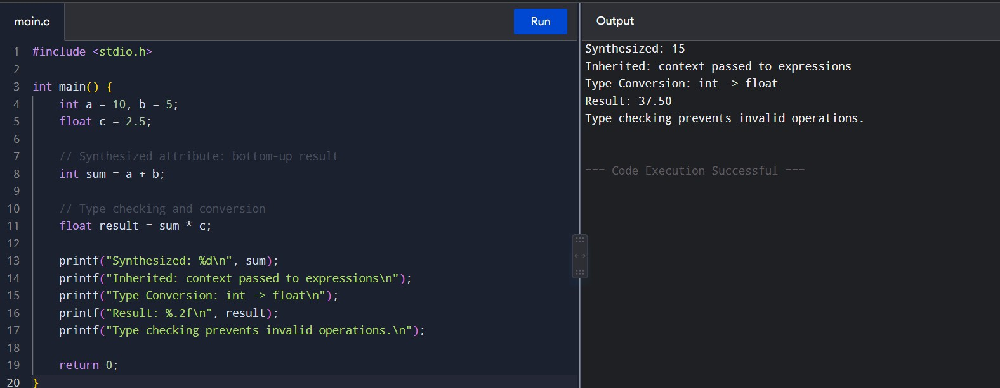 main.c
Run
1 #include <stdio.h>
2
3 int main() {
4     int a = 10, b = 5;
5     float c = 2.5;
6
7     // Synthesized attribute: bottom-up result
8     int sum = a + b;
9
10     // Type checking and conversion
11     float result = sum * c;
12
13     printf("Synthesized: %d\n", sum);
14     printf("Inherited: context passed to expressions\n");
15     printf("Type Conversion: int -> float\n");
16     printf("Result: %.2f\n", result);
17     printf("Type checking prevents invalid operations.\n");
18
19     return 0;
20 }
Output
Synthesized: 15
Inherited: context passed to expressions
Type Conversion: int -> float
Result: 37.50
Type checking prevents invalid operations.
=== Code Execution Successful ===